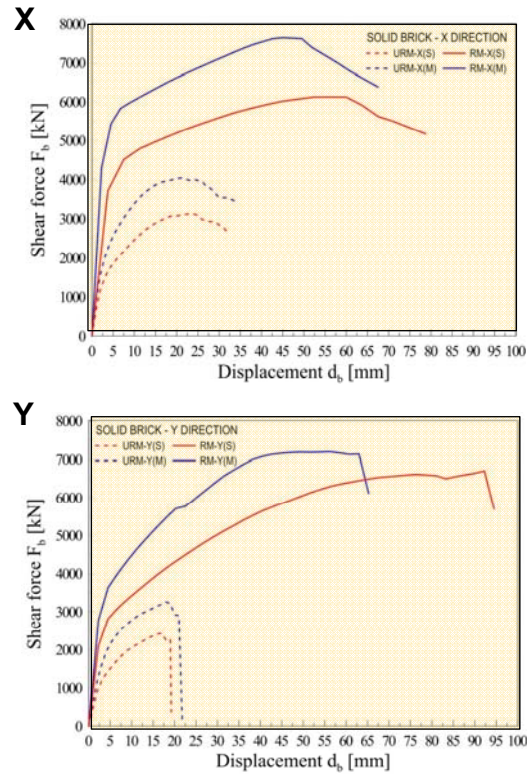 X
8000
7000
6000
5000
4000
3000
2000
1000
0
Shear force F_b [kN]
SOLID BRICK - X DIRECTION
URM-X(S) RM-X(S)
URM-X(M) RM-X(M)
0 5 10 15 20 25 30 35 40 45 50 55 60 65 70 75 80 85 90 95 100
Displacement d_b [mm]
Y
8000
7000
6000
5000
4000
3000
2000
1000
0
Shear force F_b [kN]
SOLID BRICK - Y DIRECTION
URM-Y(S) RM-Y(S)
URM-Y(M) RM-Y(M)
0 5 10 15 20 25 30 35 40 45 50 55 60 65 70 75 80 85 90 95 100
Displacement d_b [mm]